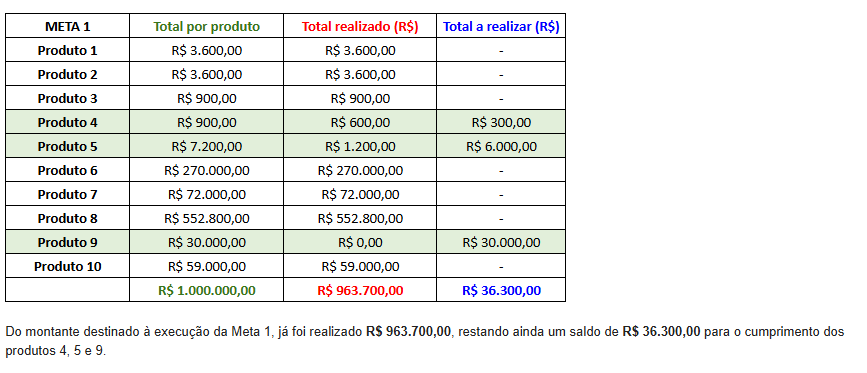 META 1 Total por produto Total realizado (R$) Total a realizar (R$)
Produto 1 R$ 3.600,00 R$ 3.600,00 -
Produto 2 R$ 3.600,00 R$ 3.600,00 -
Produto 3 R$ 900,00 R$ 900,00 -
Produto 4 R$ 900,00 R$ 600,00 R$ 300,00
Produto 5 R$ 7.200,00 R$ 1.200,00 R$ 6.000,00
Produto 6 R$ 270.000,00 R$ 270.000,00 -
Produto 7 R$ 72.000,00 R$ 72.000,00 -
Produto 8 R$ 552.800,00 R$ 552.800,00 -
Produto 9 R$ 30.000,00 R$ 0,00 R$ 30.000,00
Produto 10 R$ 59.000,00 R$ 59.000,00 -
R$ 1.000.000,00 R$ 963.700,00 R$ 36.300,00
Do montante destinado à execução da Meta 1, já foi realizado R$ 963.700,00, restando ainda um saldo de R$ 36.300,00 para o cumprimento dos
produtos 4, 5 e 9.